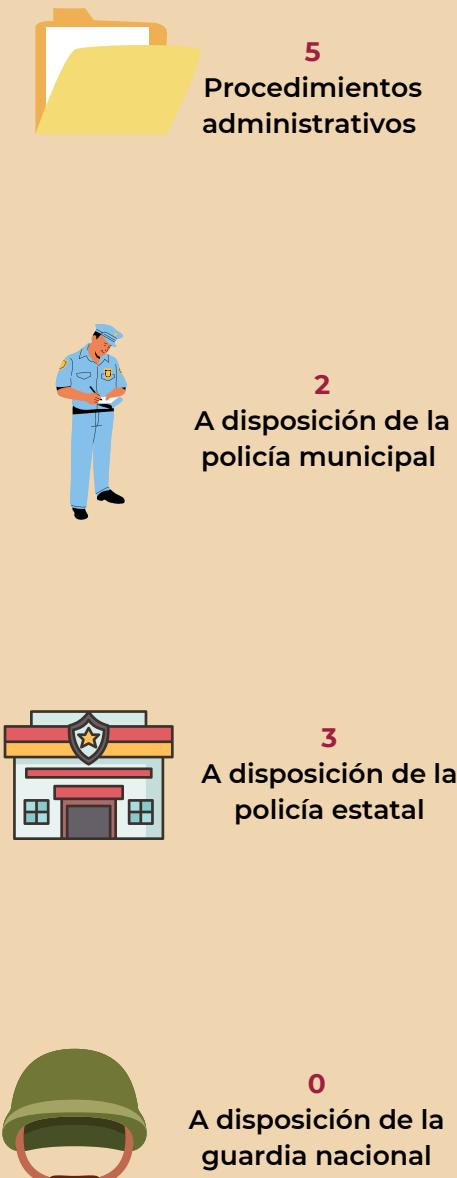 5
Procedimientos
administrativos
2
A disposición de la
policía municipal
3
A disposición de la
policía estatal
0
A disposición de la
guardia nacional